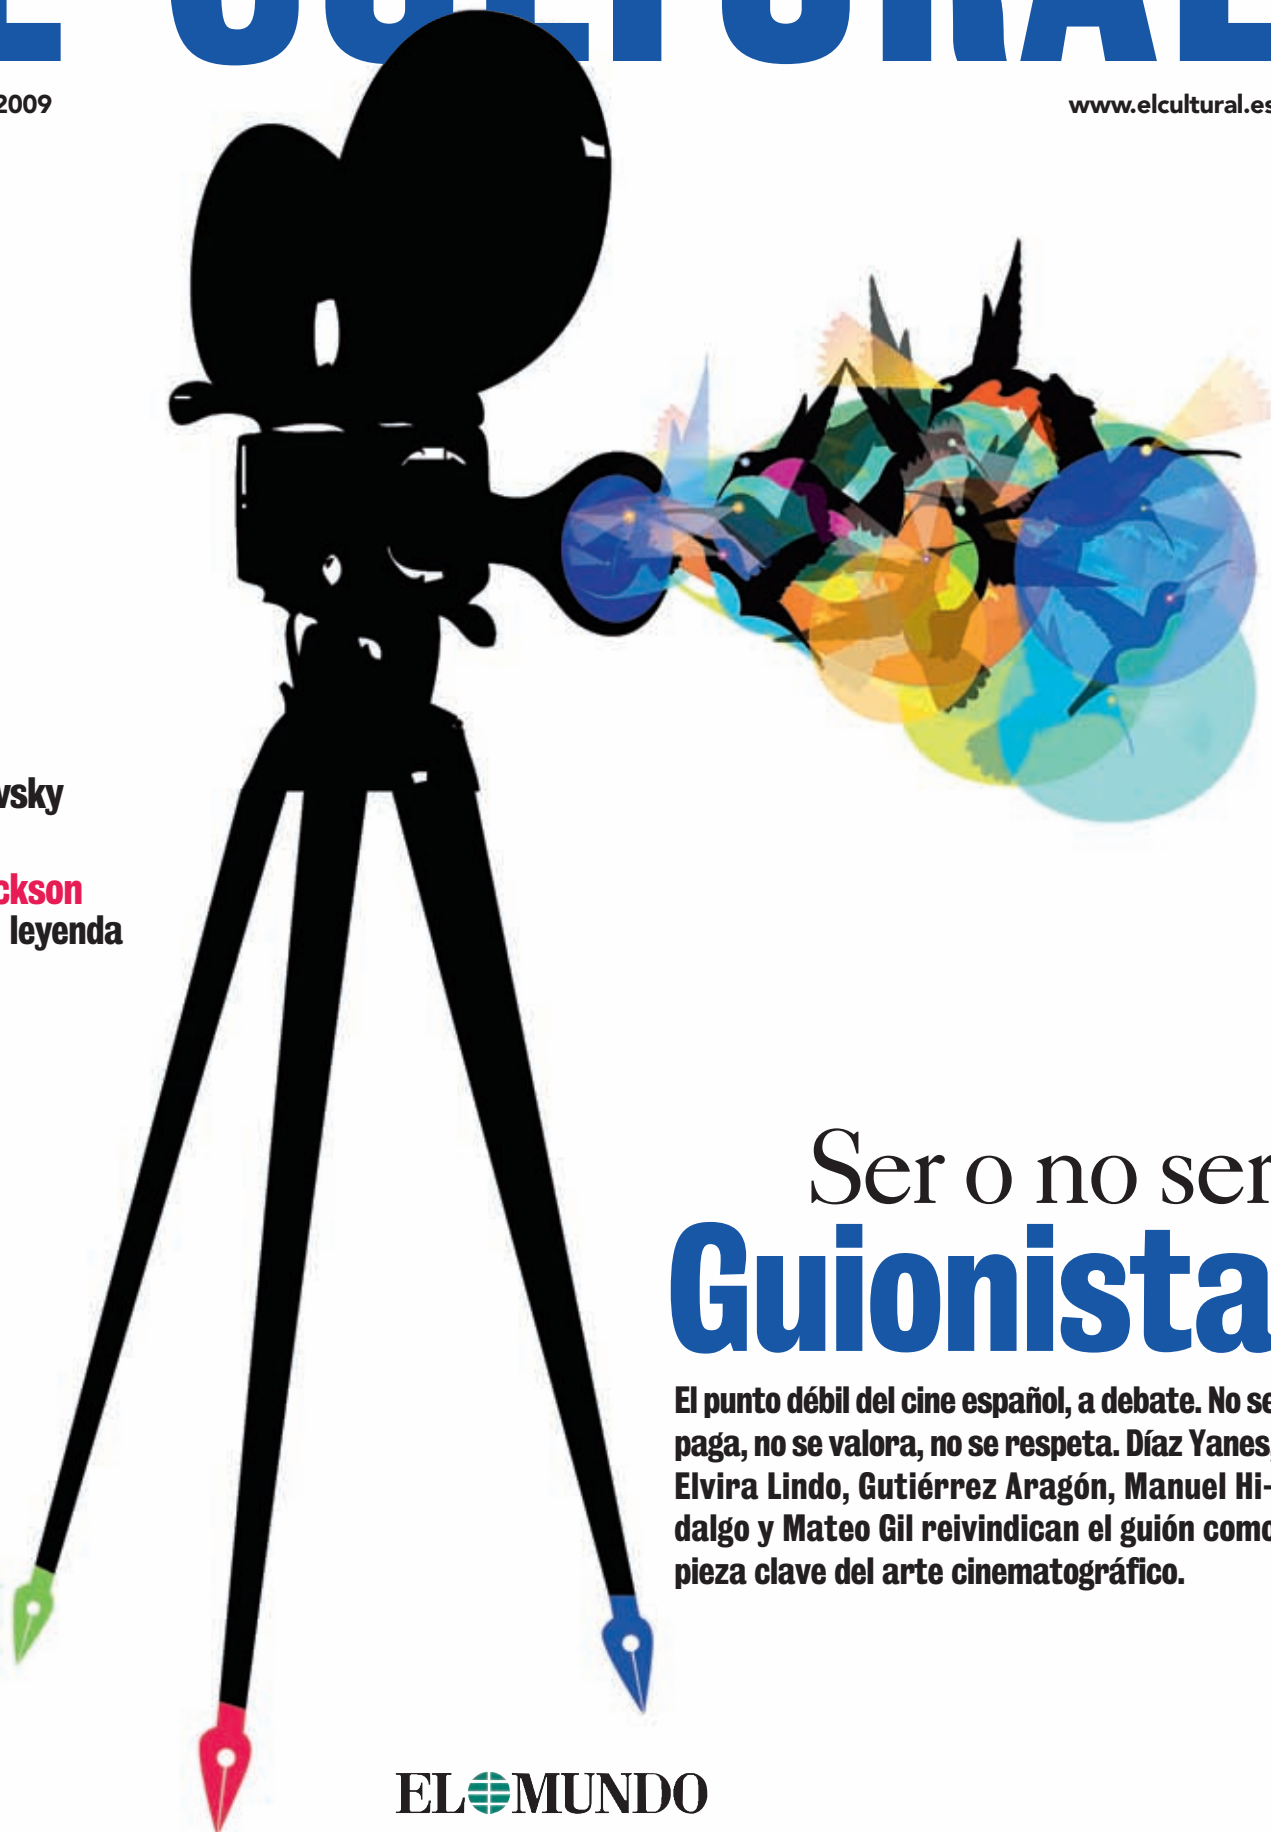 CULTURAL
2009
www.elcultural.es
vsky
ckson
leyenda
Ser o no ser
Guionista
El punto débil del cine español, a debate. No se
paga, no se valora, no se respeta. Díaz Yanes,
Elvira Lindo, Gutiérrez Aragón, Manuel Hi-
dalgo y Mateo Gil reivindican el guión como
pieza clave del arte cinematográfico.
EL MUNDO